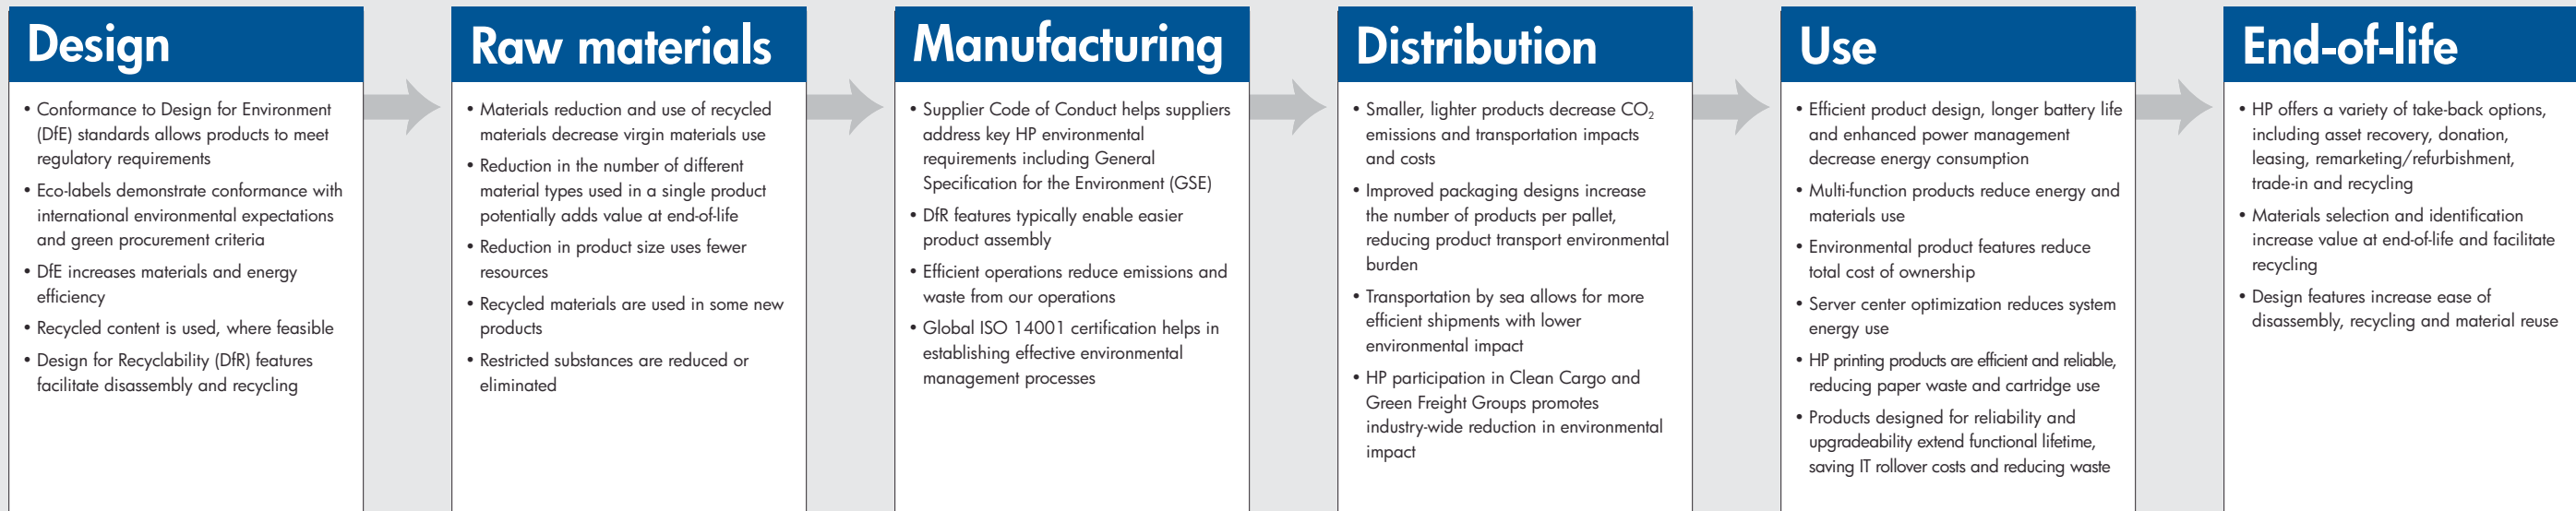 Design
• Conformance to Design for Environment
(DfE) standards allows products to meet
regulatory requirements
• Eco-labels demonstrate conformance with
international environmental expectations
and green procurement criteria
• DfE increases materials and energy
efficiency
• Recycled content is used, where feasible
• Design for Recyclability (DfR) features
facilitate disassembly and recycling
Raw materials
• Materials reduction and use of recycled
materials decrease virgin materials use
• Reduction in the number of different
material types used in a single product
potentially adds value at end-of-life
• Reduction in product size uses fewer
resources
• Recycled materials are used in some new
products
• Restricted substances are reduced or
eliminated
Manufacturing
• Supplier Code of Conduct helps suppliers
address key HP environmental
requirements including General
Specification for the Environment (GSE)
• DfR features typically enable easier
product assembly
• Efficient operations reduce emissions and
waste from our operations
• Global ISO 14001 certification helps in
establishing effective environmental
management processes
Distribution
• Smaller, lighter products decrease CO₂
emissions and transportation impacts
and costs
• Improved packaging designs increase
the number of products per pallet,
reducing product transport environmental
burden
• Transportation by sea allows for more
efficient shipments with lower
environmental impact
• HP participation in Clean Cargo and
Green Freight Groups promotes
industry-wide reduction in environmental
impact
Use
• Efficient product design, longer battery life
and enhanced power management
decrease energy consumption
• Multi-function products reduce energy and
materials use
• Environmental product features reduce
total cost of ownership
• Server center optimization reduces system
energy use
• HP printing products are efficient and reliable,
reducing paper waste and cartridge use
• Products designed for reliability and
upgradeability extend functional lifetime,
saving IT rollover costs and reducing waste
End-of-life
• HP offers a variety of take-back options,
including asset recovery, donation,
leasing, remarketing/refurbishment,
trade-in and recycling
• Materials selection and identification
increase value at end-of-life and facilitate
recycling
• Design features increase ease of
disassembly, recycling and material reuse